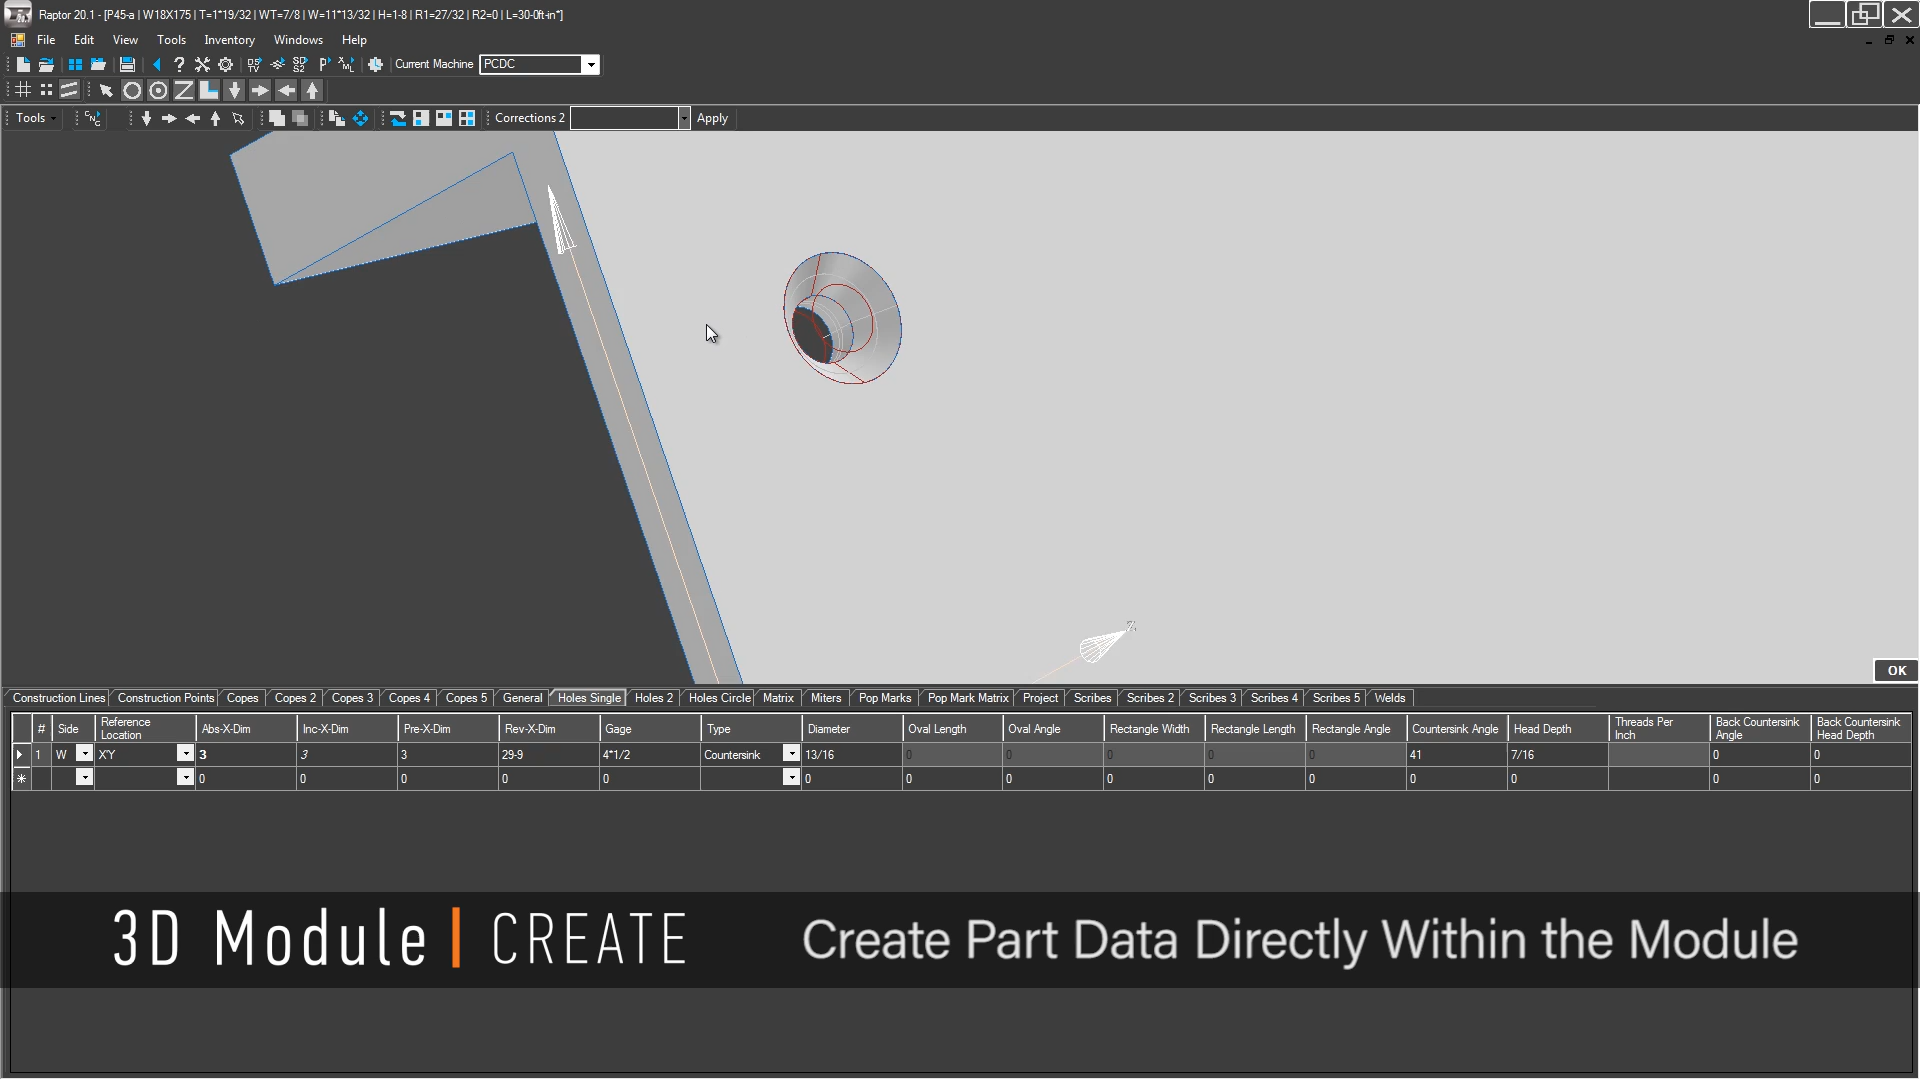 Raptor 20.1 - [P45-a | W18X175 | T=1*19/32 | WT=7/8 | W=11*13/32 | H=1-8 | R1=27/32 | R2=0 | L=30-0ft-in*]
File Edit View Tools Inventory Windows Help
Current Machine PCDC
Tools Corrections 2 Apply
Z
OK
Construction Lines Construction Points Copes Copes 2 Copes 3 Copes 4 Copes 5 General Holes Single Holes 2 Holes Circle Matrix Miters Pop Marks Pop Mark Matrix Project Scribes Scribes 2 Scribes 3 Scribes 4 Scribes 5 Welds
# Side Reference Location Abs-X-Dim Inc-X-Dim Pre-X-Dim Rev-X-Dim Gage Type Diameter Oval Length Oval Angle Rectangle Width Rectangle Length Rectangle Angle Countersink Angle Head Depth Threads Per Inch Back Countersink Angle Back Countersink Head Depth
1 W X'Y 3 3 3 29-9 4*1/2 Countersink 13/16 0 0 0 0 0 41 7/16 0 0
* 0 0 0 0 0 0 0 0 0 0 0 0 0 0 0
3D Module | CREATE Create Part Data Directly Within the Module